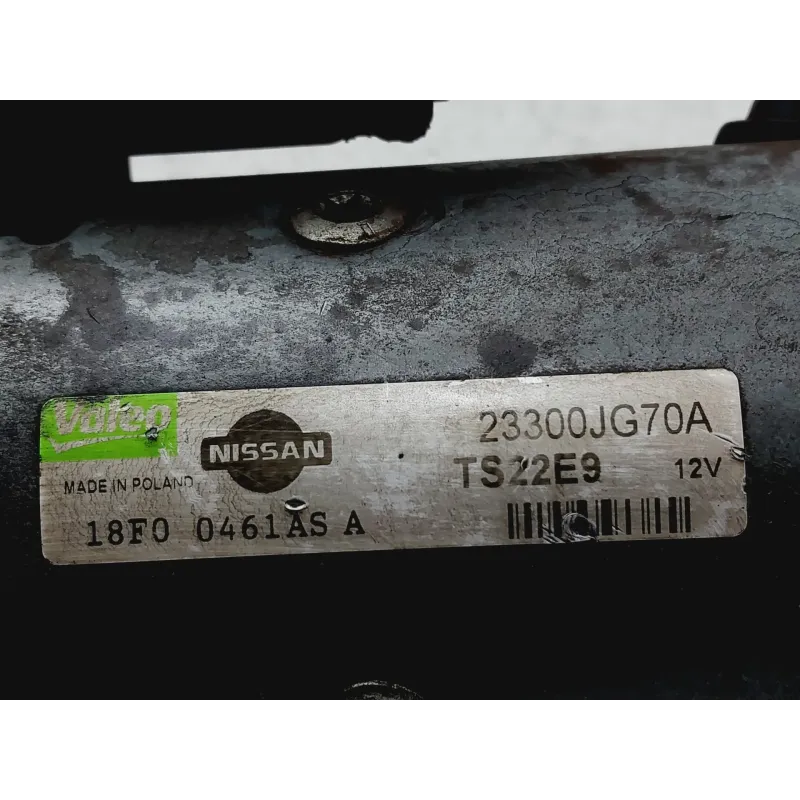 Valeo
NISSAN
23300JG70A
MADE IN POLAND
TS22E9 12V
18F0 0461AS A